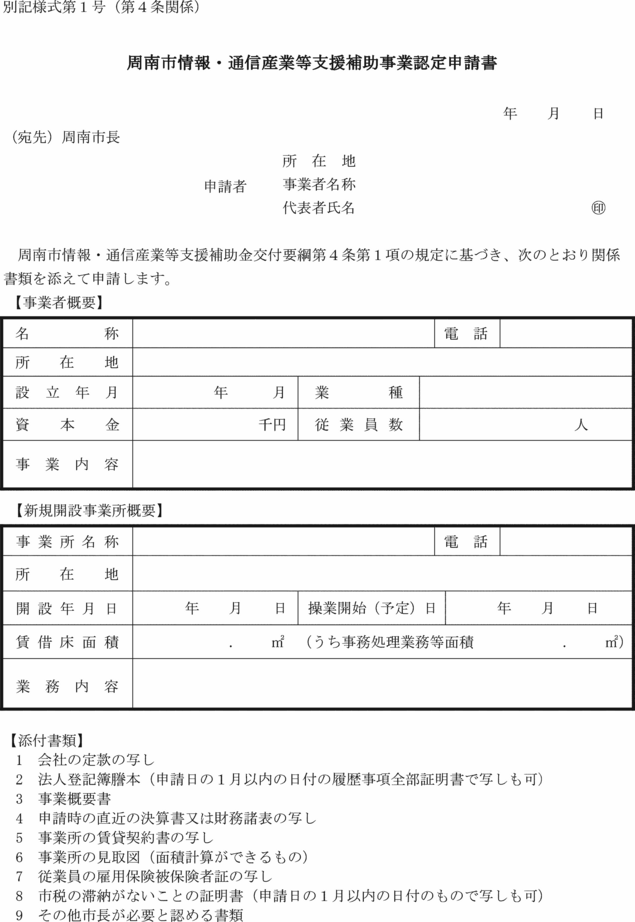 別記様式第１号（第４条関係）
周南市情報・通信産業等支援補助事業認定申請書
年　　月　　日
（宛先）周南市長
所　在　地
申請者　　事業者名称
代表者氏名　　㊞
周南市情報・通信産業等支援補助金交付要綱第４条第１項の規定に基づき、次のとおり関係
書類を添えて申請します。
【事業者概要】
名　　　称　　電　話
所　在　地
設立年月　　年　　月　　業　　種
資　本　金　　千円　　従業員数　　人
事業内容
【新規開設事業所概要】
事業所名称　　電　話
所　在　地
開設年月日　　年　　月　　日　　操業開始（予定）日　　年　　月　　日
賃借床面積　　．　　㎡　（うち事務処理業務等面積　　．　　㎡）
業務内容
【添付書類】
１　会社の定款の写し
２　法人登記簿謄本（申請日の１月以内の日付の履歴事項全部証明書で写しも可）
３　事業概要書
４　申請時の直近の決算書又は財務諸表の写し
５　事業所の賃貸契約書の写し
６　事業所の見取図（面積計算ができるもの）
７　従業員の雇用保険被保険者証の写し
８　市税の滞納がないことの証明書（申請日の１月以内の日付のもので写しも可）
９　その他市長が必要と認める書類